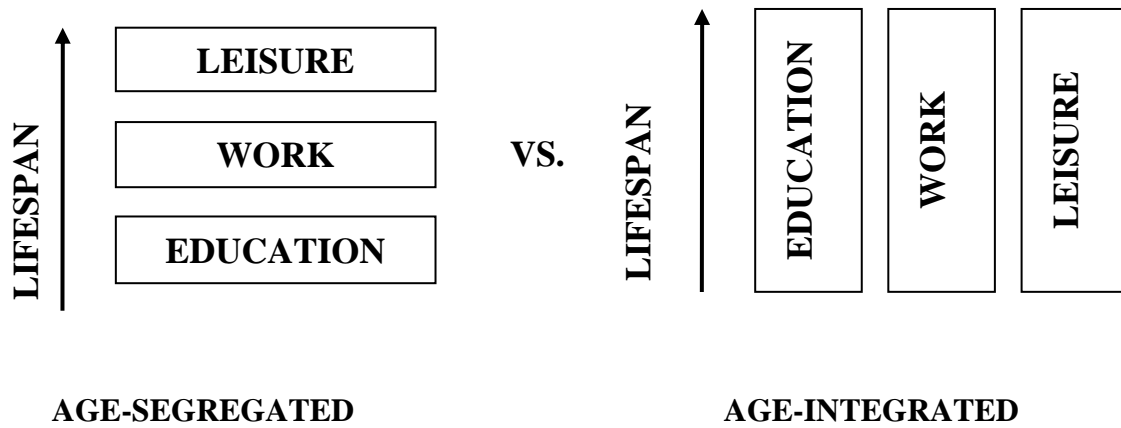 LIFESPAN
LEISURE
WORK
EDUCATION
VS.
LIFESPAN
EDUCATION
WORK
LEISURE
AGE-SEGREGATED
AGE-INTEGRATED